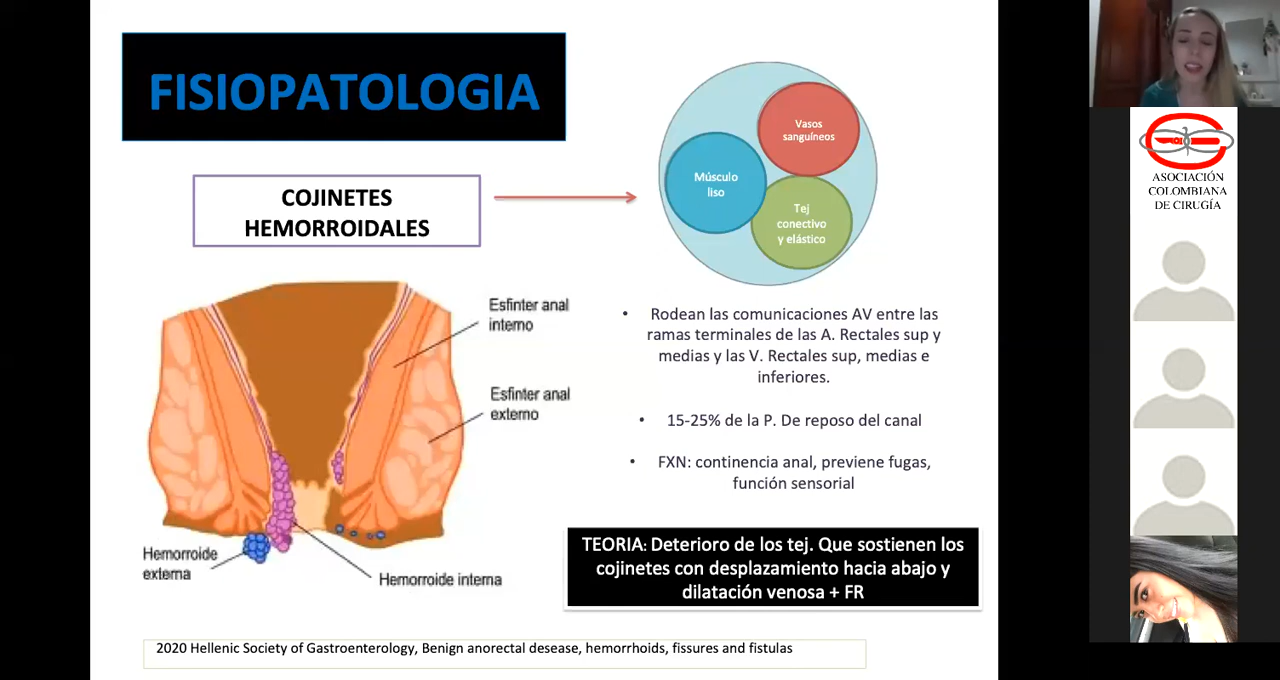 FISIOPATOLOGIA
COJINETES
HEMORROIDALES
Vasos
sanguíneos
Músculo
liso
Tej
conectivo
y elástico
Esfinter anal
interno
Esfinter anal
externo
Hemorroide
externa
Hemorroide interna
• Rodean las comunicaciones AV entre las
ramas terminales de las A. Rectales sup y
medias y las V. Rectales sup, medias e
inferiores.
• 15-25% de la P. De reposo del canal
• FXN: continencia anal, previene fugas,
función sensorial
TEORIA: Deterioro de los tej. Que sostienen los
cojinetes con desplazamiento hacia abajo y
dilatación venosa + FR
2020 Hellenic Society of Gastroenterology, Benign anorectal desease, hemorrhoids, fissures and fistulas
ASOCIACIÓN
COLOMBIANA
DE CIRUGÍA